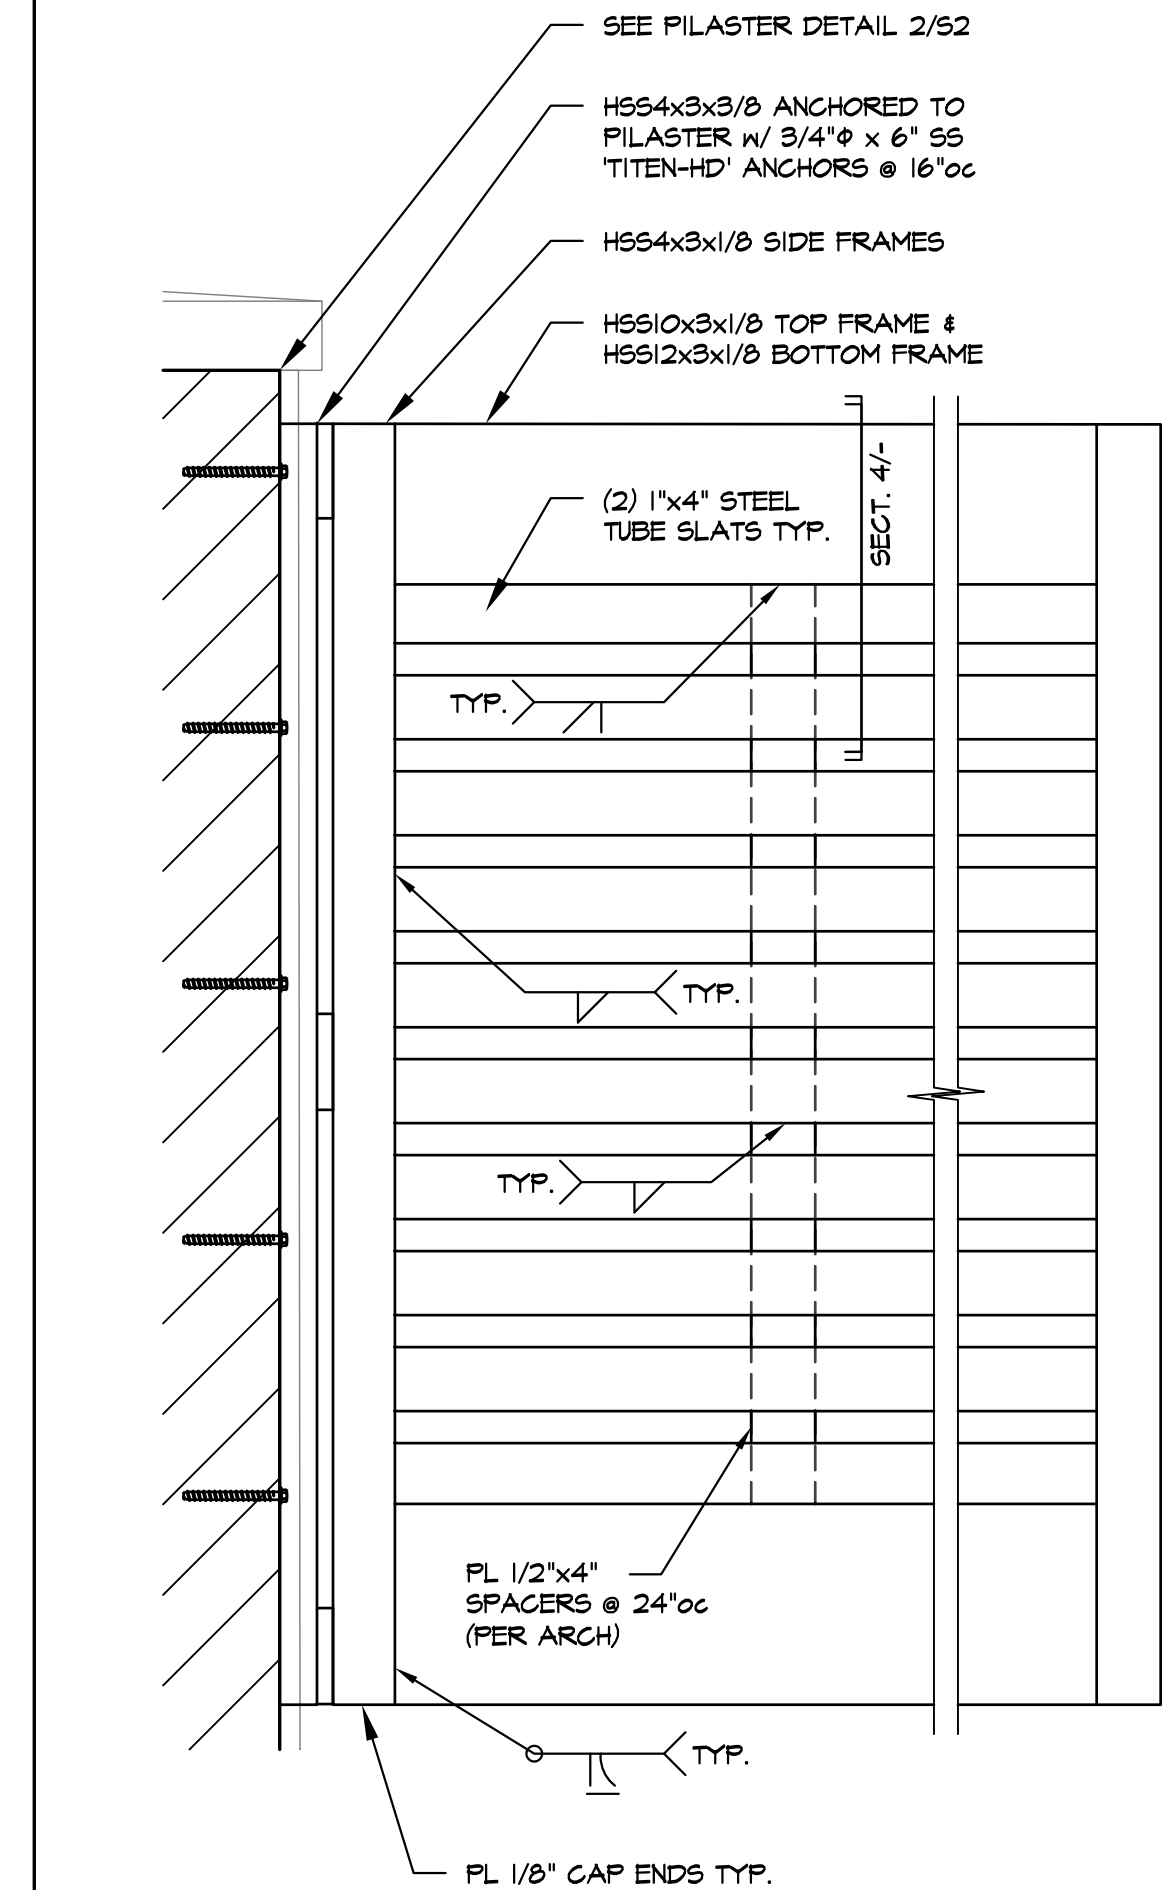 SEE PILASTER DETAIL 2/S2
HSS4x3x3/8 ANCHORED TO
PILASTER w/ 3/4"Φ x 6" SS
'TITEN-HD' ANCHORS @ 16"oc
HSS4x3x1/8 SIDE FRAMES
HSS10x3x1/8 TOP FRAME &
HSS12x3x1/8 BOTTOM FRAME
SECT. 4/-
(2) 1"x4" STEEL
TUBE SLATS TYP.
TYP.
TYP.
TYP.
PL 1/2"x4"
SPACERS @ 24"oc
(PER ARCH)
TYP.
PL 1/8" CAP ENDS TYP.